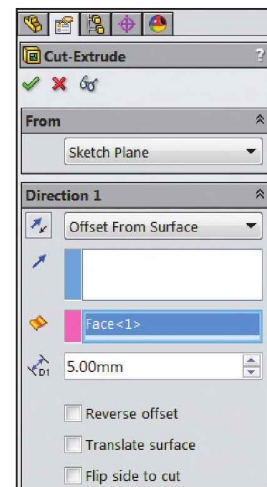 Cut-Extrude ?
From
Sketch Plane
Direction 1
Offset From Surface
Face<1>
D1 5.00mm
Reverse offset
Translate surface
Flip side to cut